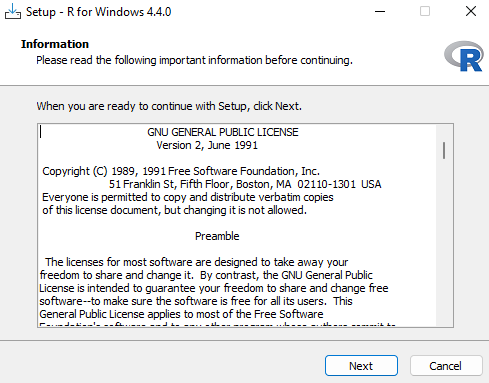 Setup - R for Windows 4.4.0
Information
Please read the following important information before continuing.
R
When you are ready to continue with Setup, click Next.
GNU GENERAL PUBLIC LICENSE
Version 2, June 1991
Copyright (C) 1989, 1991 Free Software Foundation, Inc.
51 Franklin St, Fifth Floor, Boston, MA  02110-1301  USA
Everyone is permitted to copy and distribute verbatim copies
of this license document, but changing it is not allowed.
Preamble
The licenses for most software are designed to take away your
freedom to share and change it.  By contrast, the GNU General Public
License is intended to guarantee your freedom to share and change free
software--to make sure the software is free for all its users.  This
General Public License applies to most of the Free Software
Foundation's software and to any other program whose authors commit to
Next
Cancel